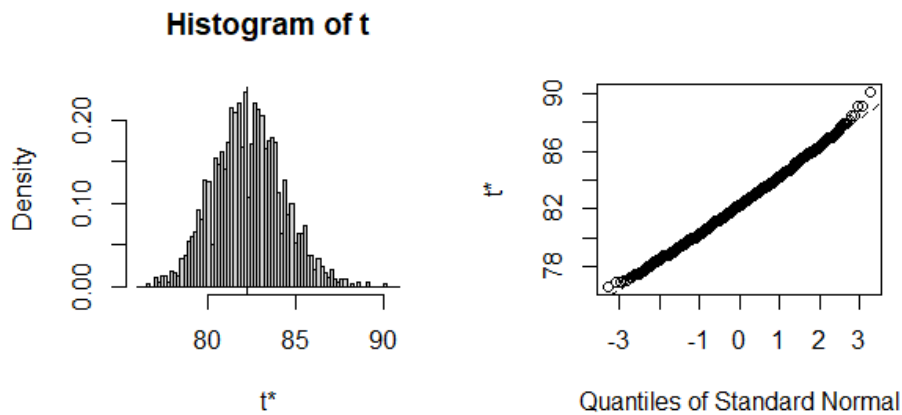 Histogram of t
Density
0.00 0.10 0.20
80 85 90
t*
t*
78 82 86 90
-3 -1 0 1 2 3
Quantiles of Standard Normal